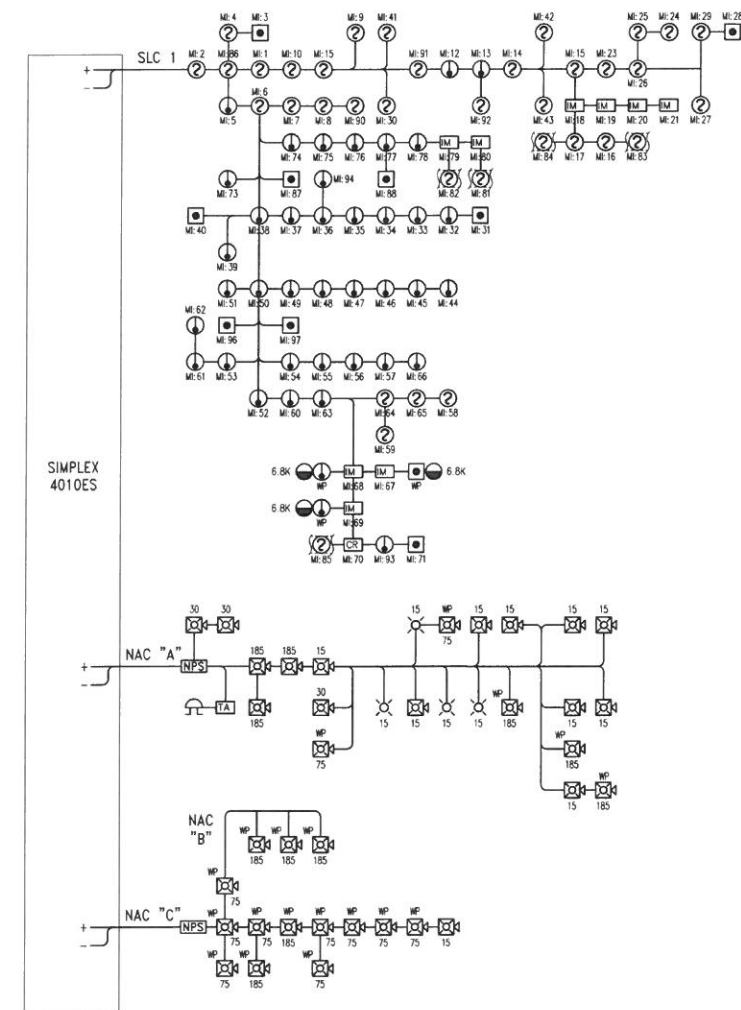 MI: 4 MI: 3 MI: 9 MI: 41 MI: 42 MI: 25 MI: 24 MI: 29 MI: 28
SLC 1 MI: 2 MI: 86 MI: 1 MI: 10 MI: 15 MI: 91 MI: 12 MI: 13 MI: 14 MI: 15 MI: 23
+
–
MI: 26
MI: 6
MI: 5 MI: 7 MI: 8 MI: 90 MI: 30 MI: 92 MI: 43 IM IM IM IM MI: 27
MI: 18 MI: 19 MI: 20 MI: 21
IM IM
MI: 74 MI: 75 MI: 76 MI: 77 MI: 78 MI: 79 MI: 80 MI: 84 MI: 17 MI: 16 MI: 83
MI: 94
MI: 73 MI: 87 MI: 88 MI: 82 MI: 81
MI: 40 MI: 38 MI: 37 MI: 36 MI: 35 MI: 34 MI: 33 MI: 32 MI: 31
MI: 39
MI: 51 MI: 50 MI: 49 MI: 48 MI: 47 MI: 46 MI: 45 MI: 44
MI: 62
MI: 96 MI: 97
MI: 61 MI: 53 MI: 54 MI: 55 MI: 56 MI: 57 MI: 66
MI: 52 MI: 60 MI: 63 MI: 64 MI: 65 MI: 58
MI: 59
SIMPLEX
4010ES
6.8K IM IM 6.8K
WP MI: 68 MI: 67 WP
6.8K IM
WP MI: 69
CR
MI: 85 MI: 70 MI: 93 MI: 71
30 30 15 WP 15 15 15 15
75
NAC "A" 185 185 15
+ NPS
–
TA 185 30 15 15 15 15 WP 185 15 15
WP 75 WP 185
WP
15 185
NAC
"B"
WP WP WP
185 185 185
WP
75
NAC "C" WP WP WP WP WP WP WP
+ NPS
–
75 75 185 75 75 75 75 15
WP WP WP
75 185 75